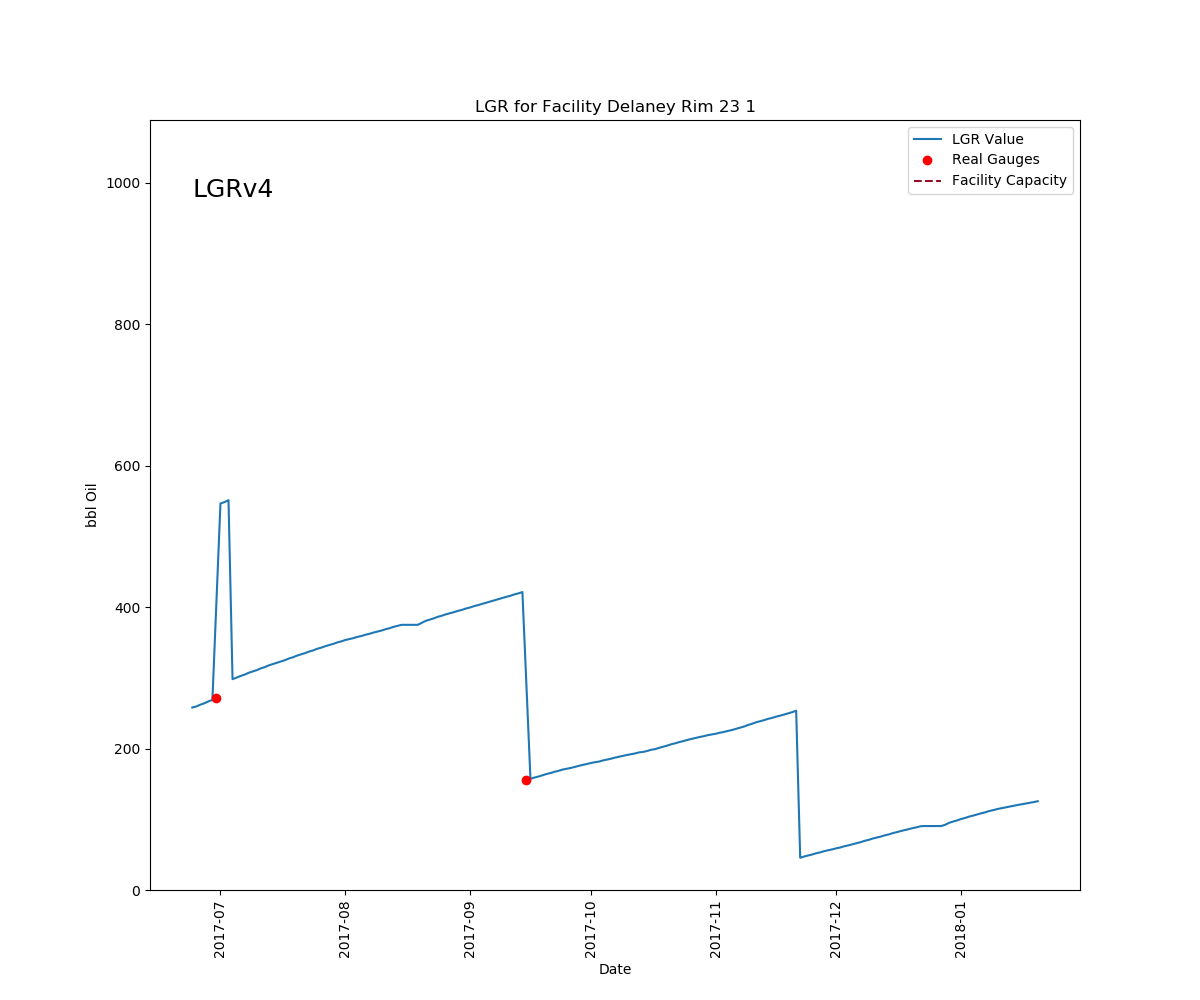 LGR for Facility Delaney Rim 23 1
LGR Value
Real Gauges
Facility Capacity
LGRv4
1000
800
600
400
200
0
bbl Oil
2017-07
2017-08
2017-09
2017-10
2017-11
2017-12
2018-01
Date